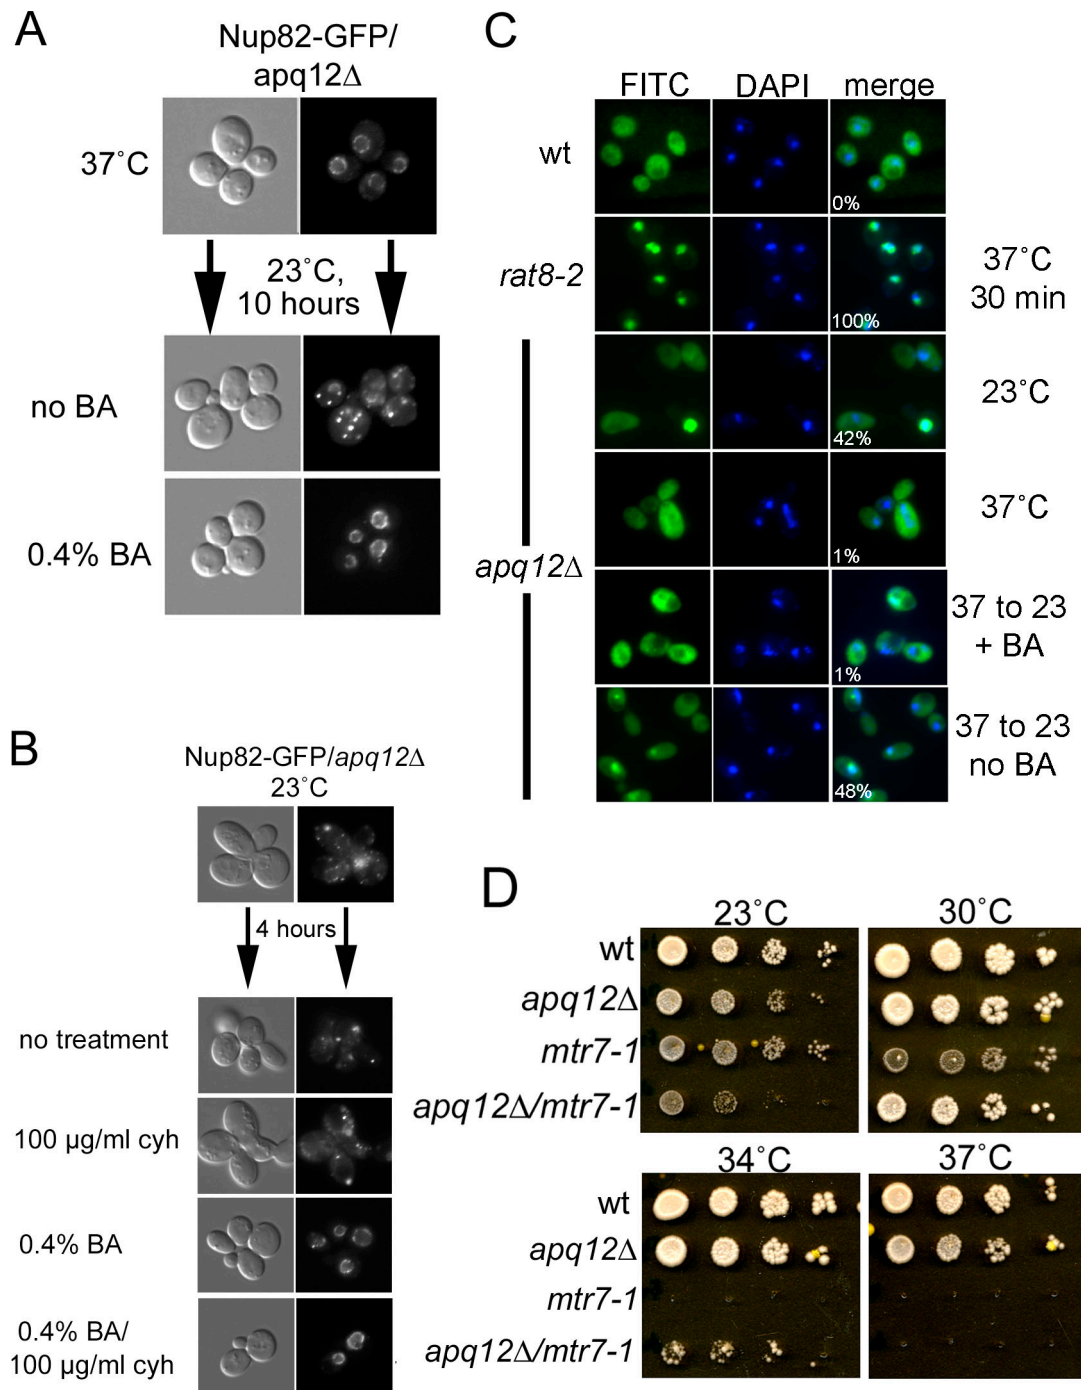 A
Nup82-GFP/
apq12Δ
37˚C
23˚C,
10 hours
no BA
0.4% BA
B
Nup82-GFP/apq12Δ
23˚C
4 hours
no treatment
100 µg/ml cyh
0.4% BA
0.4% BA/
100 µg/ml cyh
C
FITC DAPI merge
wt
0%
rat8-2
100%
37˚C
30 min
apq12Δ
42%
23˚C
1%
37˚C
1%
37 to 23
+ BA
48%
37 to 23
no BA
D
23˚C 30˚C
wt
apq12Δ
mtr7-1
apq12Δ/mtr7-1
34˚C 37˚C
wt
apq12Δ
mtr7-1
apq12Δ/mtr7-1